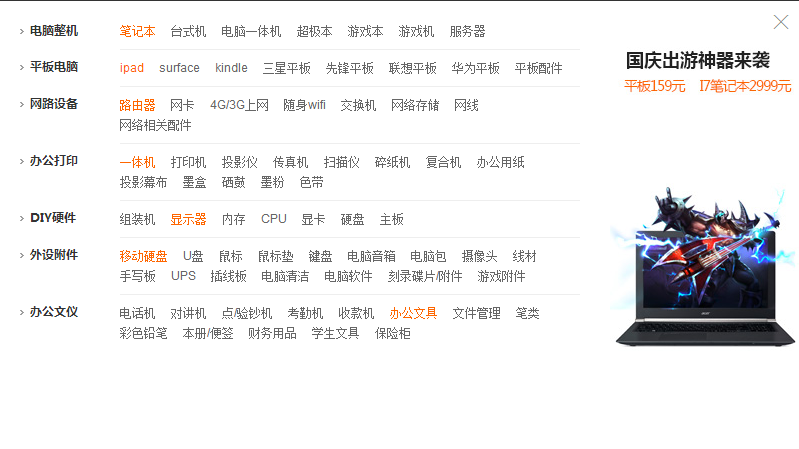 电脑整机 笔记本 台式机 电脑一体机 超极本 游戏本 游戏机 服务器
平板电脑 ipad surface kindle 三星平板 先锋平板 联想平板 华为平板 平板配件
网路设备 路由器 网卡 4G/3G上网 随身wifi 交换机 网络存储 网线
网络相关配件
办公打印 一体机 打印机 投影仪 传真机 扫描仪 碎纸机 复合机 办公用纸
投影幕布 墨盒 硒鼓 墨粉 色带
DIY硬件 组装机 显示器 内存 CPU 显卡 硬盘 主板
外设附件 移动硬盘 U盘 鼠标 鼠标垫 键盘 电脑音箱 电脑包 摄像头 线材
手写板 UPS 插线板 电脑清洁 电脑软件 刻录碟片/附件 游戏附件
办公文仪 电话机 对讲机 点/验钞机 考勤机 收款机 办公文具 文件管理 笔类
彩色铅笔 本册/便签 财务用品 学生文具 保险柜
国庆出游神器来袭
平板159元 I7笔记本2999元
acer